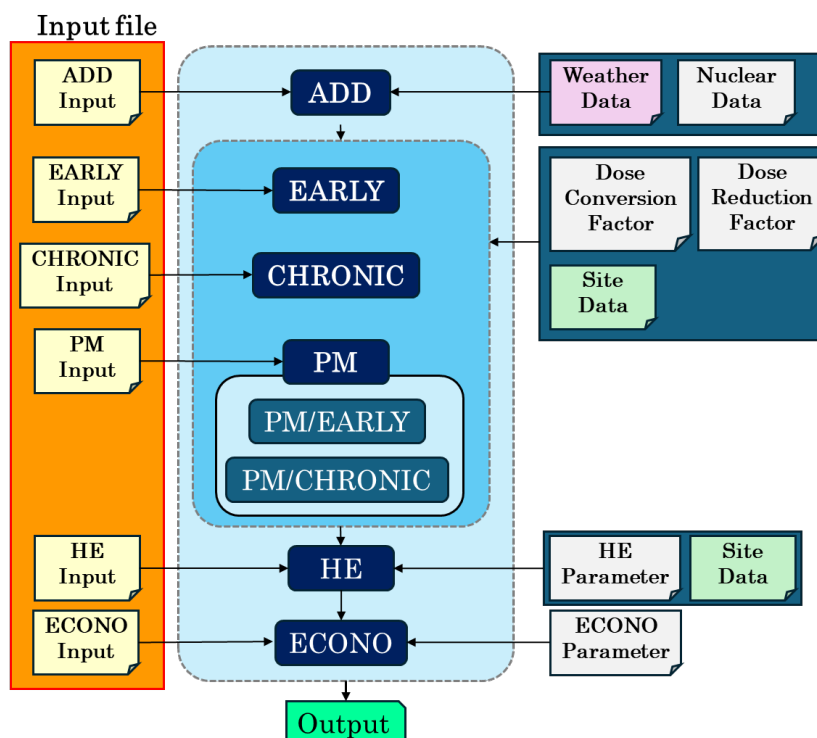 Input file
ADD
Input
ADD
Weather
Data
Nuclear
Data
EARLY
Input
EARLY
Dose
Conversion
Factor
Dose
Reduction
Factor
CHRONIC
Input
CHRONIC
Site
Data
PM
Input
PM
PM/EARLY
PM/CHRONIC
HE
Input
HE
HE
Parameter
Site
Data
ECONO
Input
ECONO
ECONO
Parameter
Output